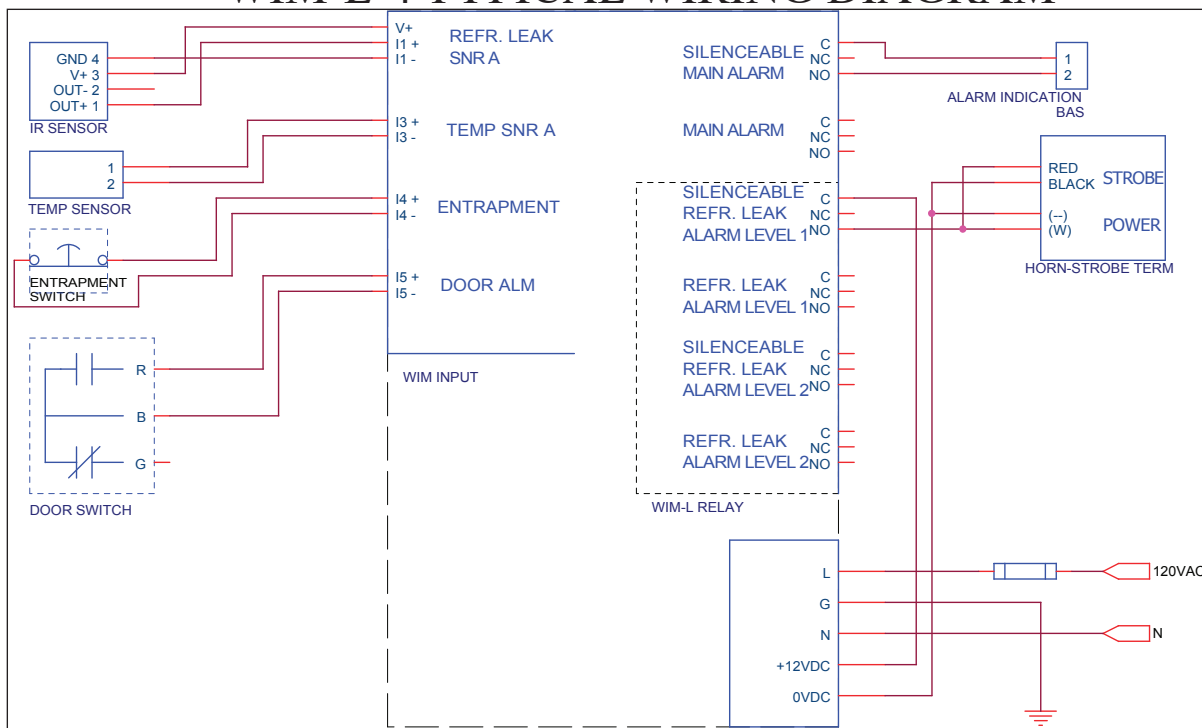 GND 4
V+ 3
OUT- 2
OUT+ 1
IR SENSOR
1
2
TEMP SENSOR
ENTRAPMENT
SWITCH
R
B
G
DOOR SWITCH
V+
I1 +
I1 -
REFR. LEAK
SNR A
I3 +
I3 -
TEMP SNR A
I4 +
I4 -
ENTRAPMENT
I5 +
I5 -
DOOR ALM
WIM INPUT
SILENCEABLE
MAIN ALARM
C
NC
NO
MAIN ALARM
C
NC
NO
SILENCEABLE
REFR. LEAK
ALARM LEVEL 1
C
NC
NO
REFR. LEAK
ALARM LEVEL 1
C
NC
NO
SILENCEABLE
REFR. LEAK
ALARM LEVEL 2
C
NC
NO
REFR. LEAK
ALARM LEVEL 2
C
NC
NO
WIM-L RELAY
1
2
ALARM INDICATION
BAS
RED
BLACK
(--)
(W)
STROBE
POWER
HORN-STROBE TERM
L
G
N
+12VDC
0VDC
120VAC
N